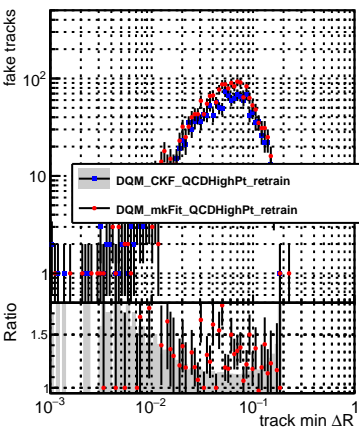 fake tracks
10²
10
1
DQM_CKF_QCDHighPt_retrain
DQM_mkFit_QCDHighPt_retrain
Ratio
1.5
1
10⁻³ 10⁻² 10⁻¹ 1
track min ΔR